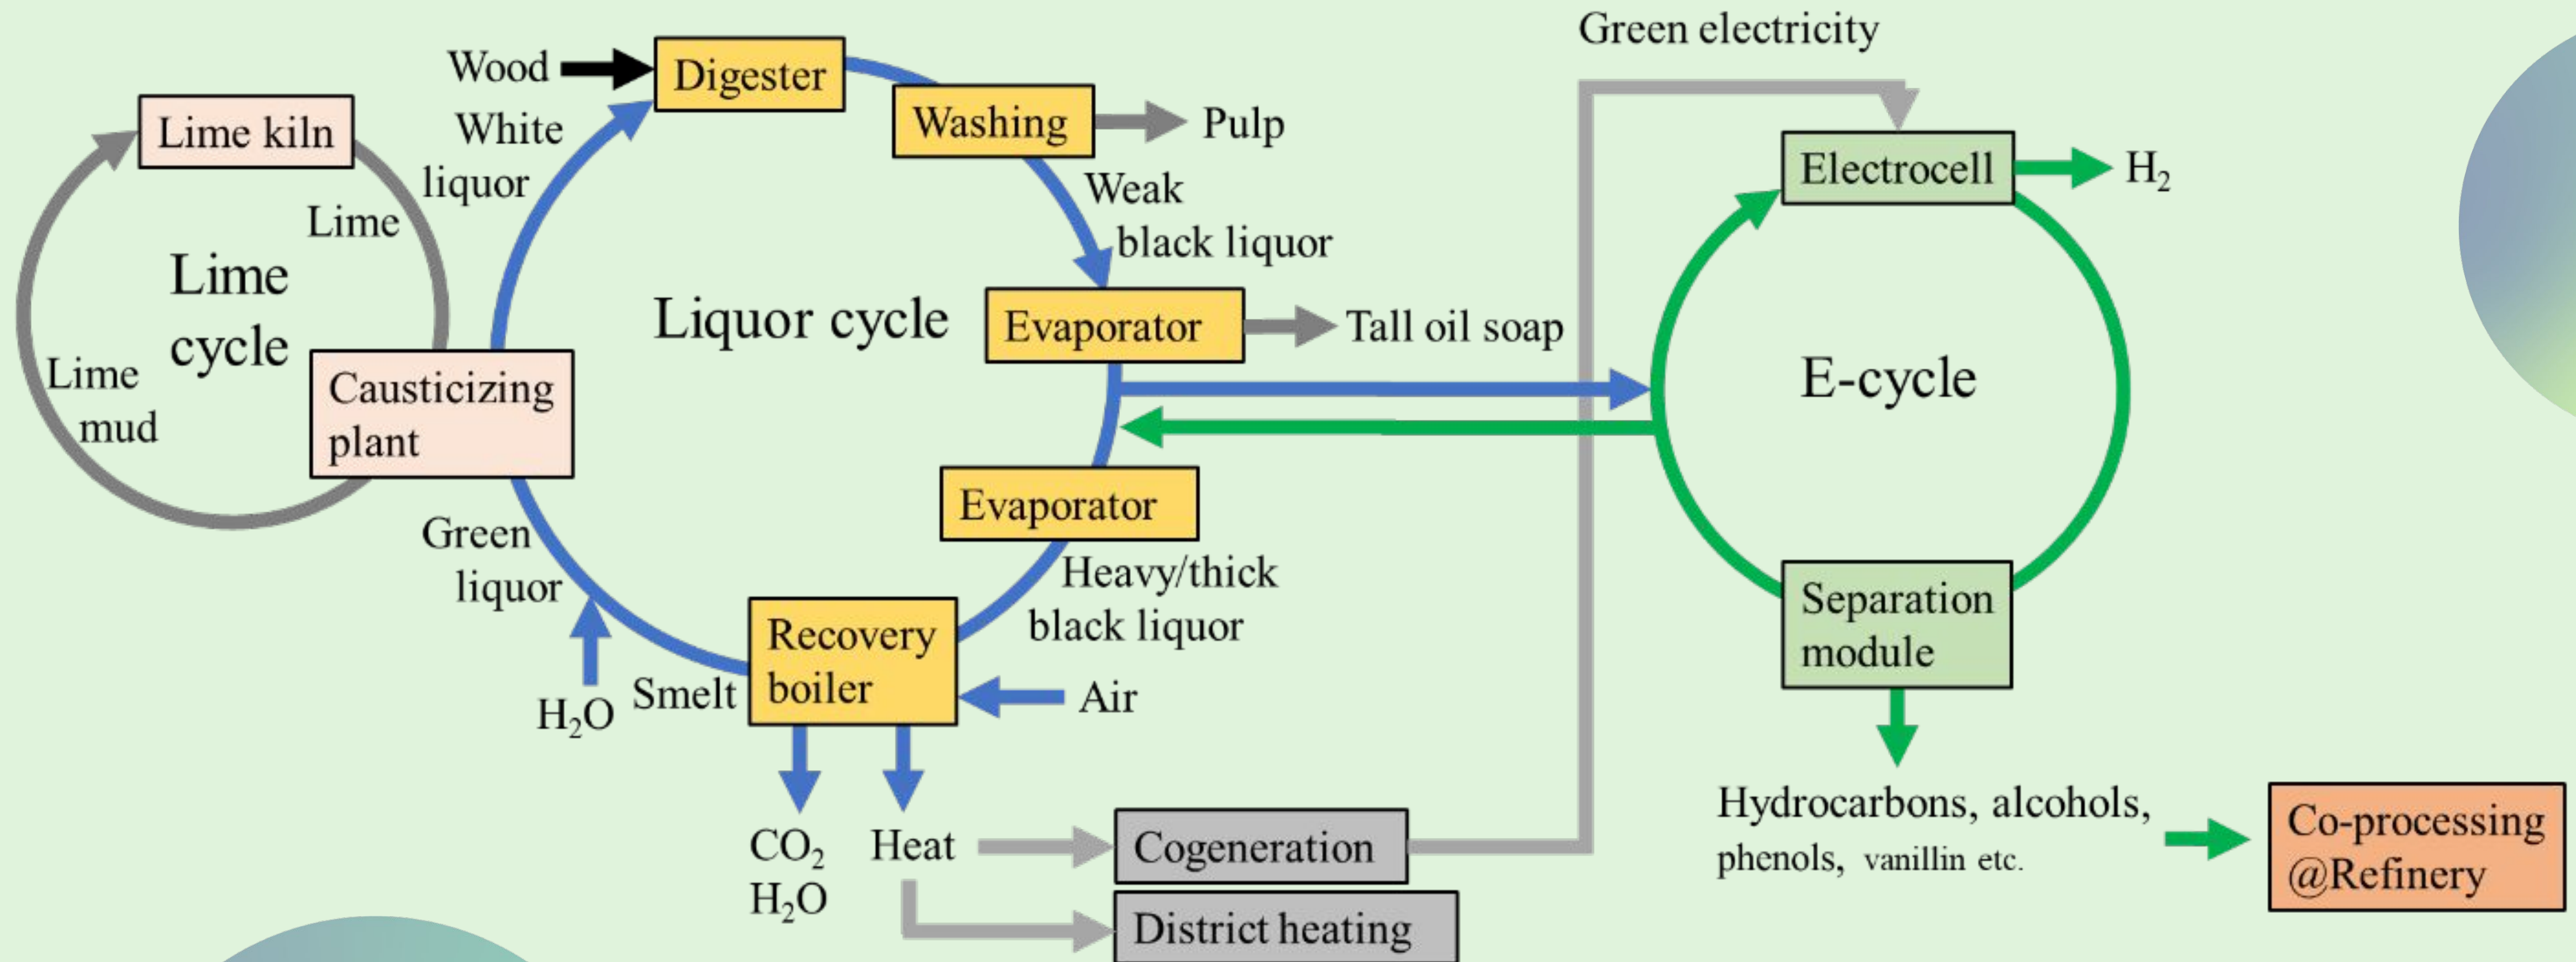 Green electricity
Wood
Digester
White
liquor
Washing
Pulp
Lime kiln
Lime
Lime
cycle
Lime
mud
Causticizing
plant
Weak
black liquor
Liquor cycle
Evaporator
Tall oil soap
Evaporator
Heavy/thick
black liquor
Green
liquor
H₂O
Smelt
Recovery
boiler
Air
CO₂
H₂O
Heat
Cogeneration
District heating
Electrocell
H₂
E-cycle
Separation
module
Hydrocarbons, alcohols,
phenols, vanillin etc.
Co-processing
@Refinery